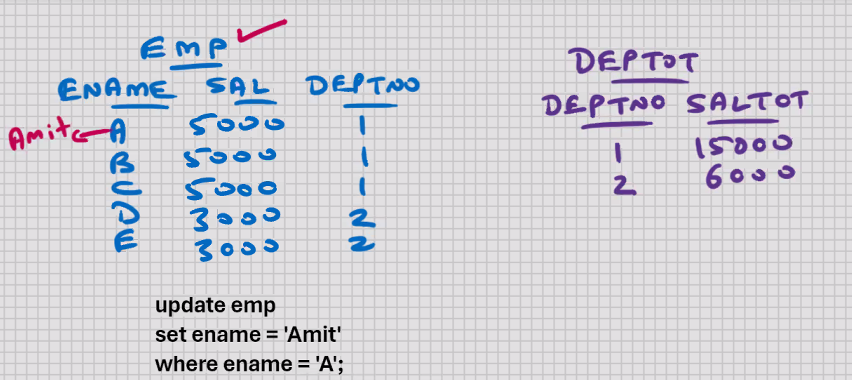 EMP
ENAME SAL DEPTNO
Amit A 5000 1
B 5000 1
C 5000 1
D 3000 2
E 3000 2
DEPTOT
DEPTNO SALTOT
1 15000
2 6000
update emp
set ename = 'Amit'
where ename = 'A';